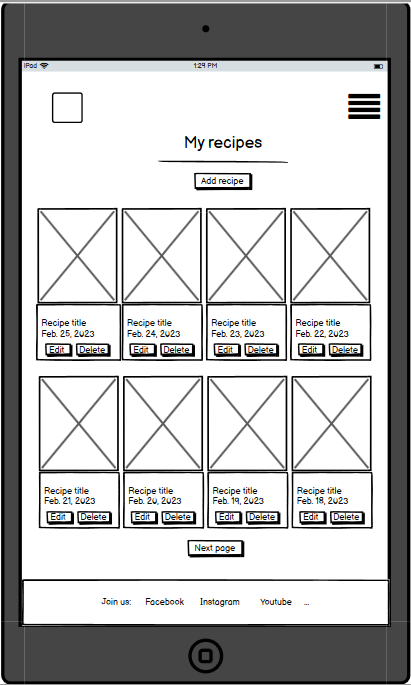 iPad 1:29 PM
My recipes
Add recipe
Recipe title Recipe title Recipe title Recipe title
Feb. 25, 2023 Feb. 24, 2023 Feb. 23, 2023 Feb. 22, 2023
Edit Delete Edit Delete Edit Delete Edit Delete
Recipe title Recipe title Recipe title Recipe title
Feb. 21, 2023 Feb. 20, 2023 Feb. 19, 2023 Feb. 18, 2023
Edit Delete Edit Delete Edit Delete Edit Delete
Next page
Join us: Facebook Instagram Youtube ...